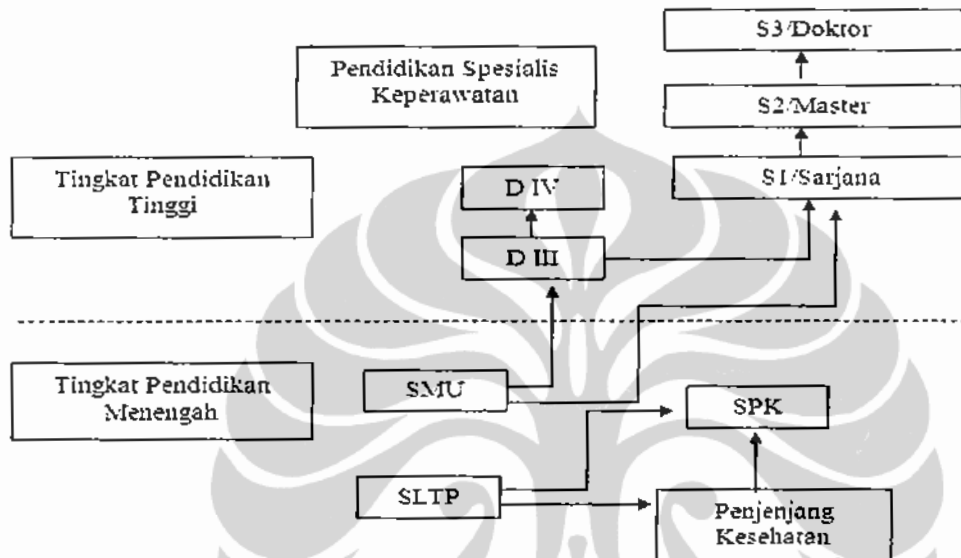 S3/Doktor
Pendidikan Spesialis
Keperawatan
S2/Master
Tingkat Pendidikan
Tinggi
D IV
S1/Sarjana
D III
Tingkat Pendidikan
Menengah
SMU
SPK
SLTP
Penjenjang
Kesehatan